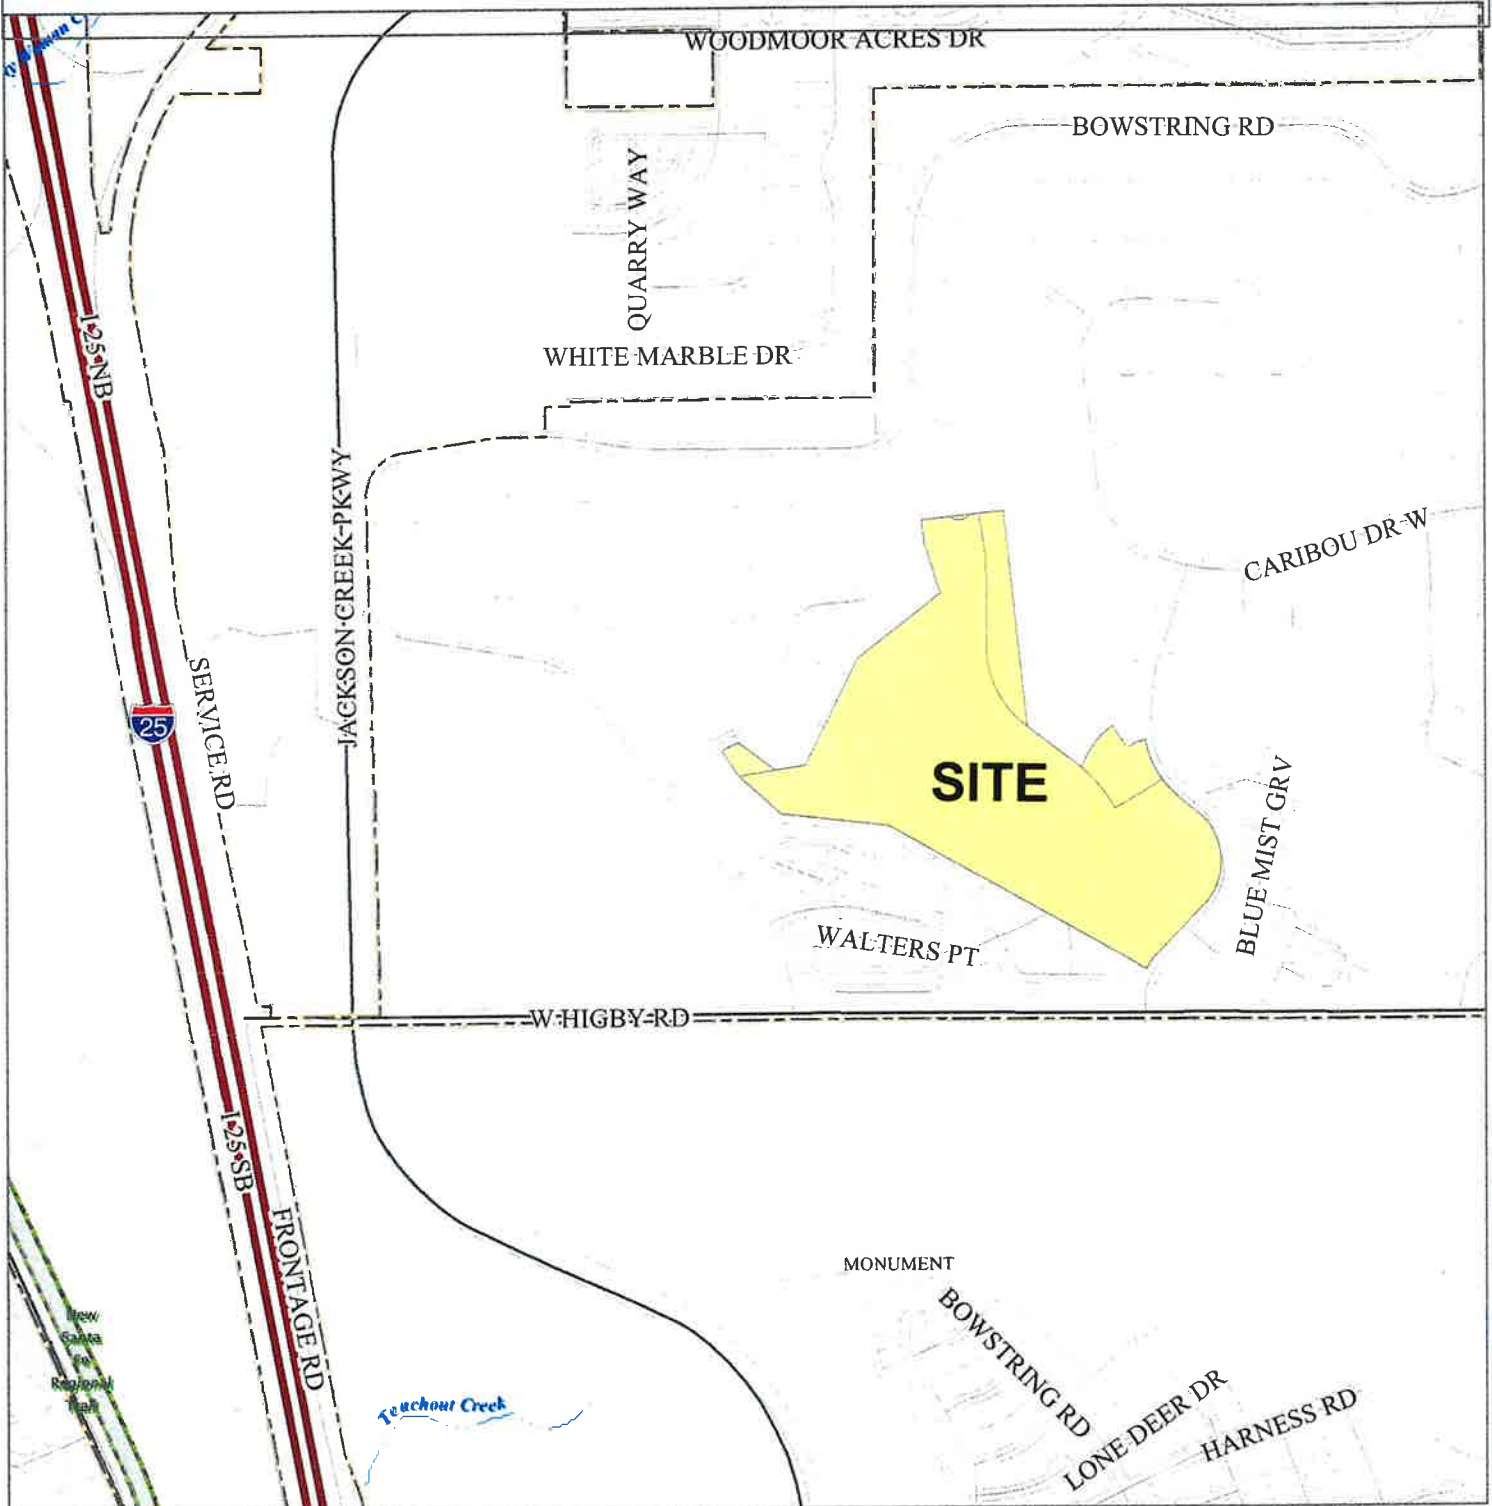 WOODMOOR ACRES DR
BOWSTRING RD
QUARRY WAY
WHITE MARBLE DR
I-25 NB
JACKSON CREEK PKWY
CARIBOU DR W
SERVICE RD
25
SITE
BLUE MIST GRV
WALTERS PT
W HIGBY RD
I-25 SB
FRONTAGE RD
MONUMENT
BOWSTRING RD
LONE DEER DR
HARNESS RD
New
Santa
Fe
Regional
Trail
Teachout Creek